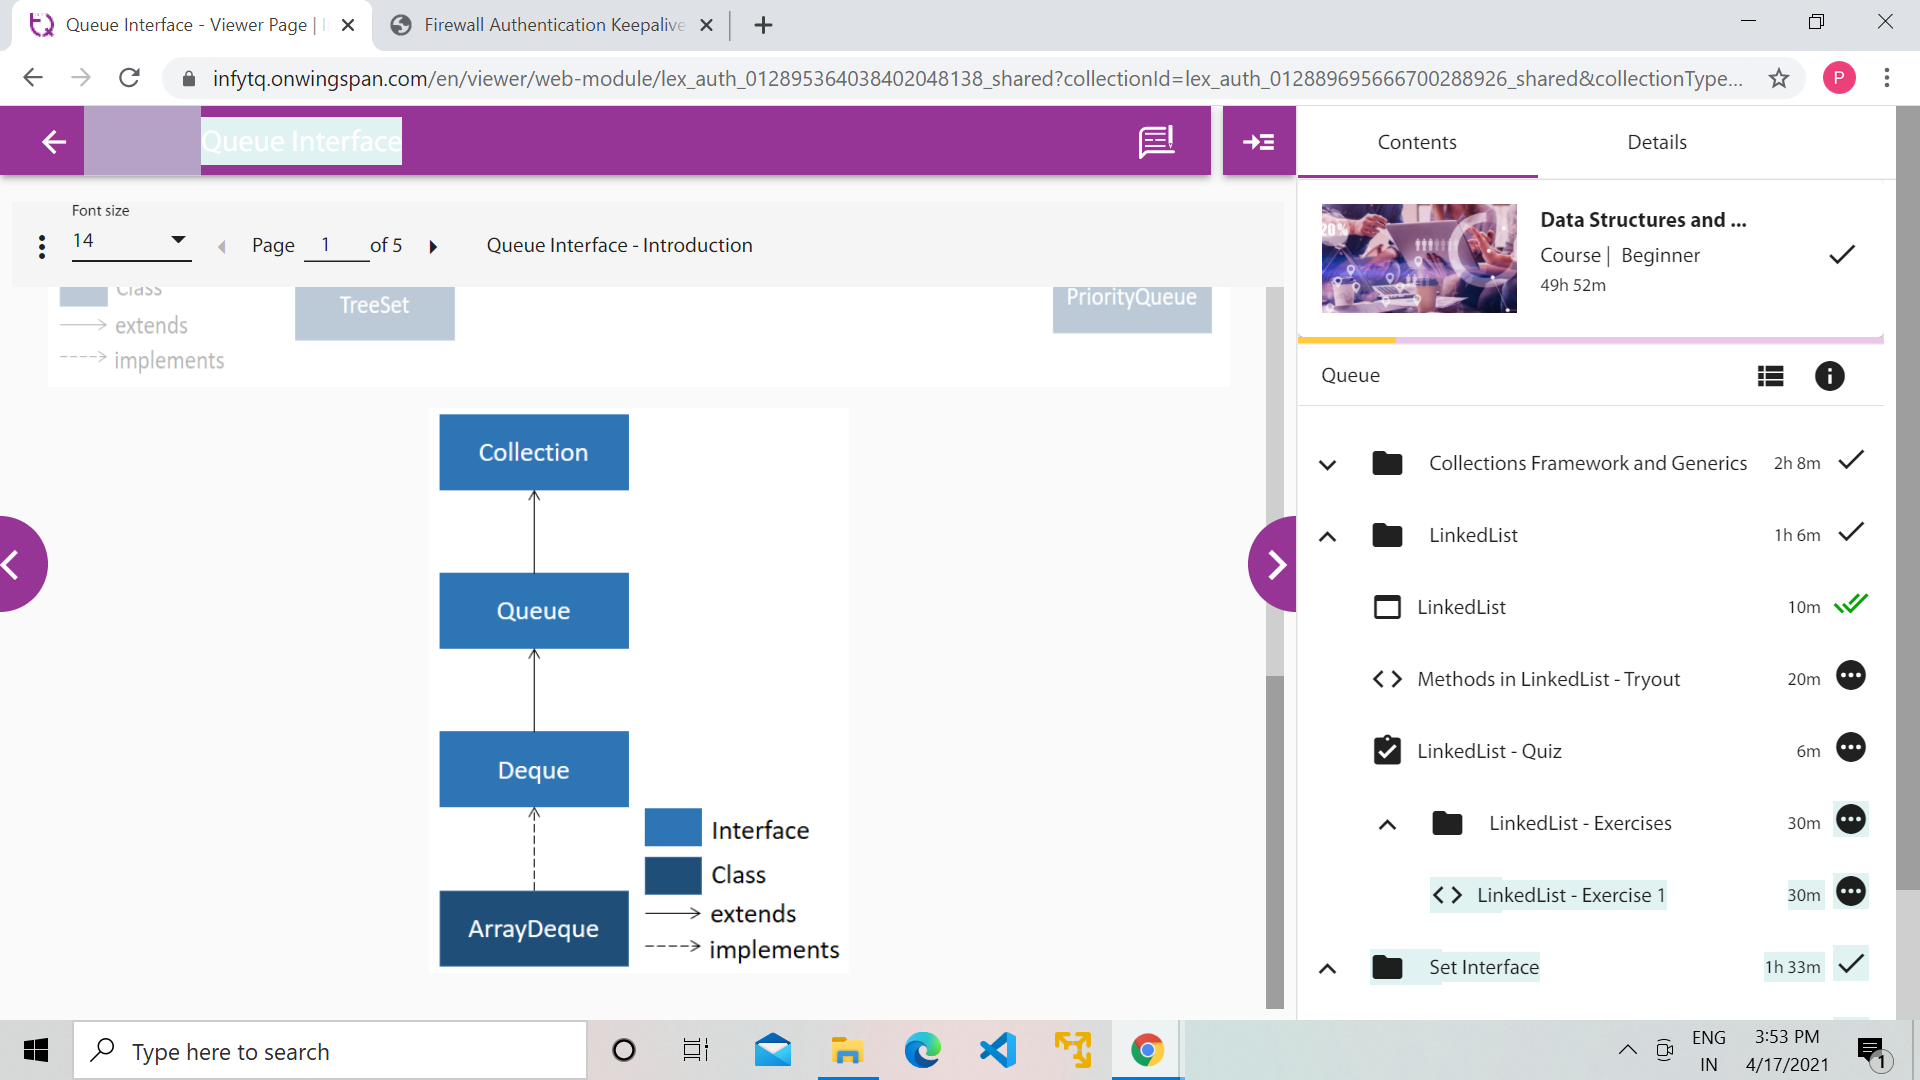 Queue Interface - Viewer Page |
Firewall Authentication Keepalive
infytq.onwingspan.com/en/viewer/web-module/lex_auth_012895364038402048138_shared?collectionId=lex_auth_012889695666700288926_shared&collectionType...
P
Queue Interface
Contents
Details
Font size
14
Page 1 of 5
Queue Interface - Introduction
20%
Data Structures and ...
Course | Beginner
49h 52m
Class
extends
implements
TreeSet
PriorityQueue
Queue
Collection
Queue
Deque
ArrayDeque
Interface
Class
extends
implements
Collections Framework and Generics 2h 8m
LinkedList 1h 6m
LinkedList 10m
Methods in LinkedList - Tryout 20m
LinkedList - Quiz 6m
LinkedList - Exercises 30m
LinkedList - Exercise 1 30m
Set Interface 1h 33m
Type here to search
ENG
IN
3:53 PM
4/17/2021
1